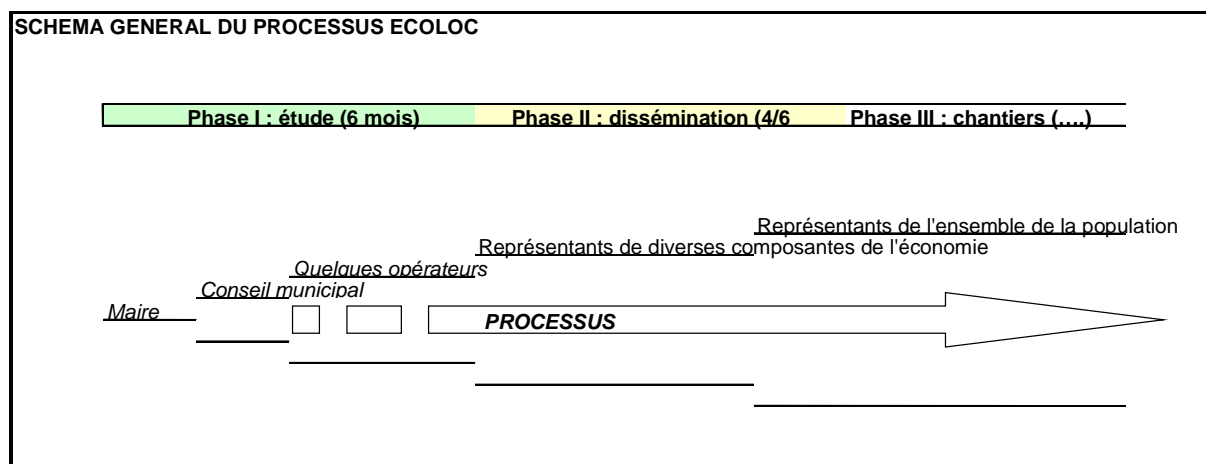 SCHEMA GENERAL DU PROCESSUS ECOLOC
Phase I : étude (6 mois) Phase II : dissémination (4/6 Phase III : chantiers (....)
Représentants de l'ensemble de la population
Représentants de diverses composantes de l'économie
Quelques opérateurs
Conseil municipal
Maire
PROCESSUS